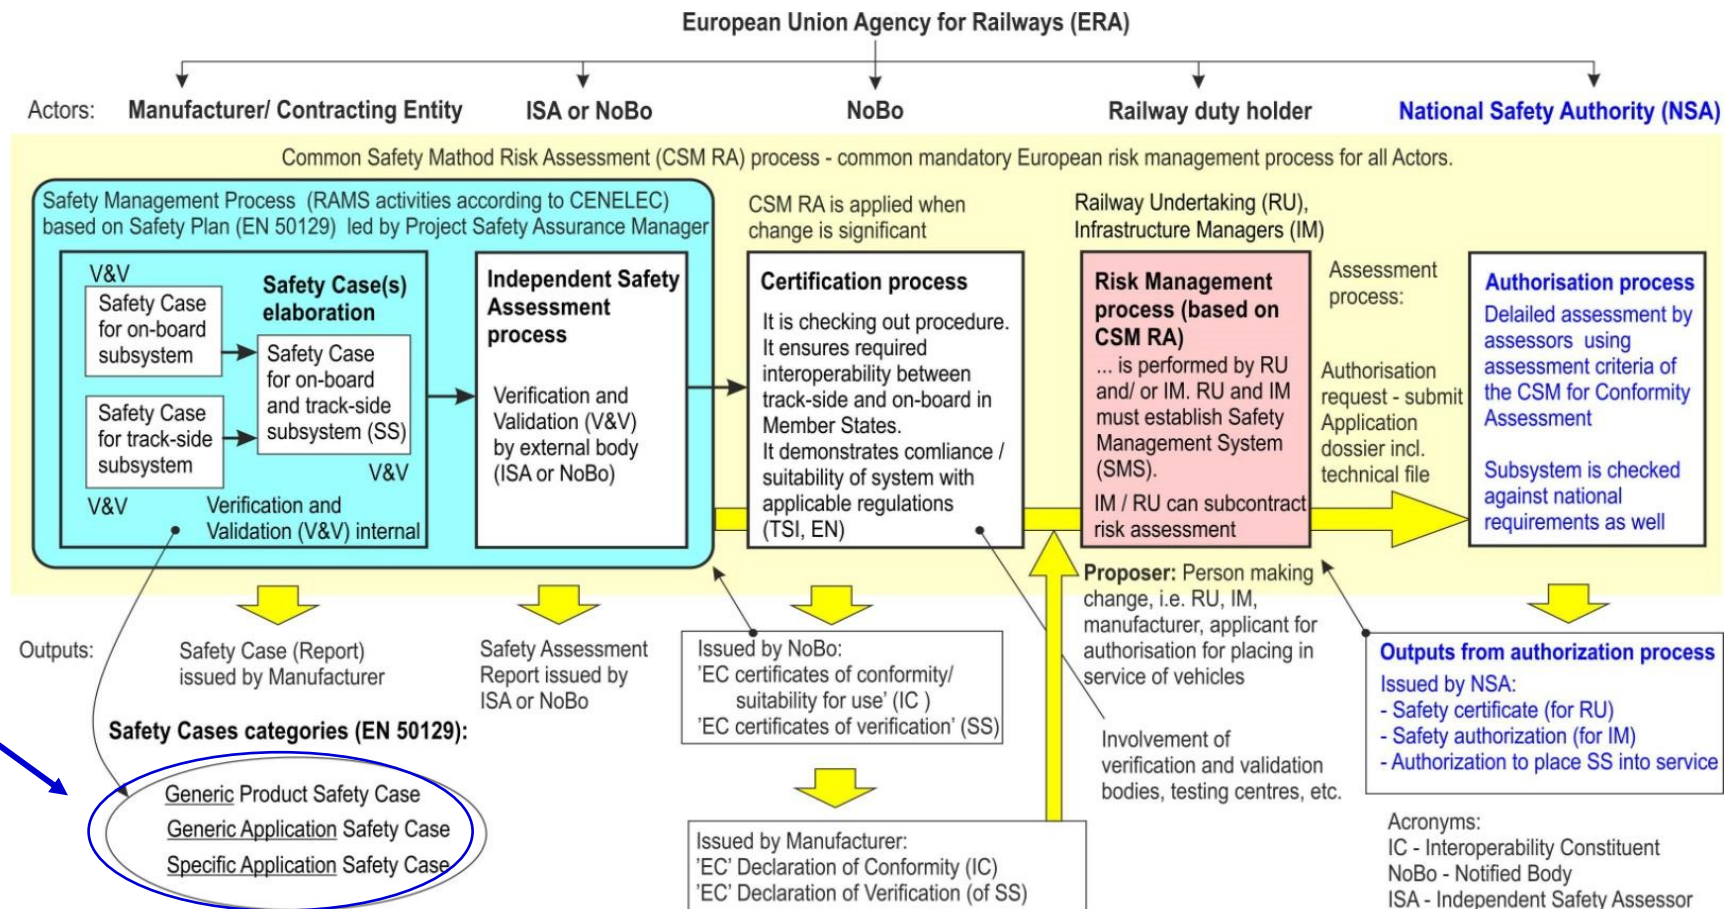 European Union Agency for Railways (ERA)
Actors:
Manufacturer/ Contracting Entity
ISA or NoBo
NoBo
Railway duty holder
National Safety Authority (NSA)
Common Safety Mathod Risk Assessment (CSM RA) process - common mandatory European risk management process for all Actors.
Safety Management Process (RAMS activities according to CENELEC)
based on Safety Plan (EN 50129) led by Project Safety Assurance Manager
V&V
Safety Case
for on-board
subsystem
Safety Case
for track-side
subsystem
V&V
Safety Case(s)
elaboration
Safety Case
for on-board
and track-side
subsystem (SS)
V&V
Verification and
Validation (V&V) internal
Independent Safety
Assessment
process
Verification and
Validation (V&V)
by external body
(ISA or NoBo)
CSM RA is applied when
change is significant
Certification process
It is checking out procedure.
It ensures required
interoperability between
track-side and on-board in
Member States.
It demonstrates comliance /
suitability of system with
applicable regulations
(TSI, EN)
Railway Undertaking (RU),
Infrastructure Managers (IM)
Risk Management
process (based on
CSM RA)
... is performed by RU
and/ or IM. RU and IM
must establish Safety
Management System
(SMS).
IM / RU can subcontract
risk assessment
Assessment
process:
Authorisation
request - submit
Application
dossier incl.
technical file
Authorisation process
Delailed assessment by
assessors using
assessment criteria of
the CSM for Conformity
Assessment
Subsystem is checked
against national
requirements as well
Outputs:
Safety Case (Report)
issued by Manufacturer
Safety Assessment
Report issued by
ISA or NoBo
Issued by NoBo:
'EC certificates of conformity/
suitability for use' (IC )
'EC certificates of verification' (SS)
Proposer: Person making
change, i.e. RU, IM,
manufacturer, applicant for
authorisation for placing in
service of vehicles
Outputs from authorization process
Issued by NSA:
- Safety certificate (for RU)
- Safety authorization (for IM)
- Authorization to place SS into service
Safety Cases categories (EN 50129):
Generic Product Safety Case
Generic Application Safety Case
Specific Application Safety Case
Involvement of
verification and validation
bodies, testing centres, etc.
Issued by Manufacturer:
'EC' Declaration of Conformity (IC)
'EC' Declaration of Verification (of SS)
Acronyms:
IC - Interoperability Constituent
NoBo - Notified Body
ISA - Independent Safety Assessor